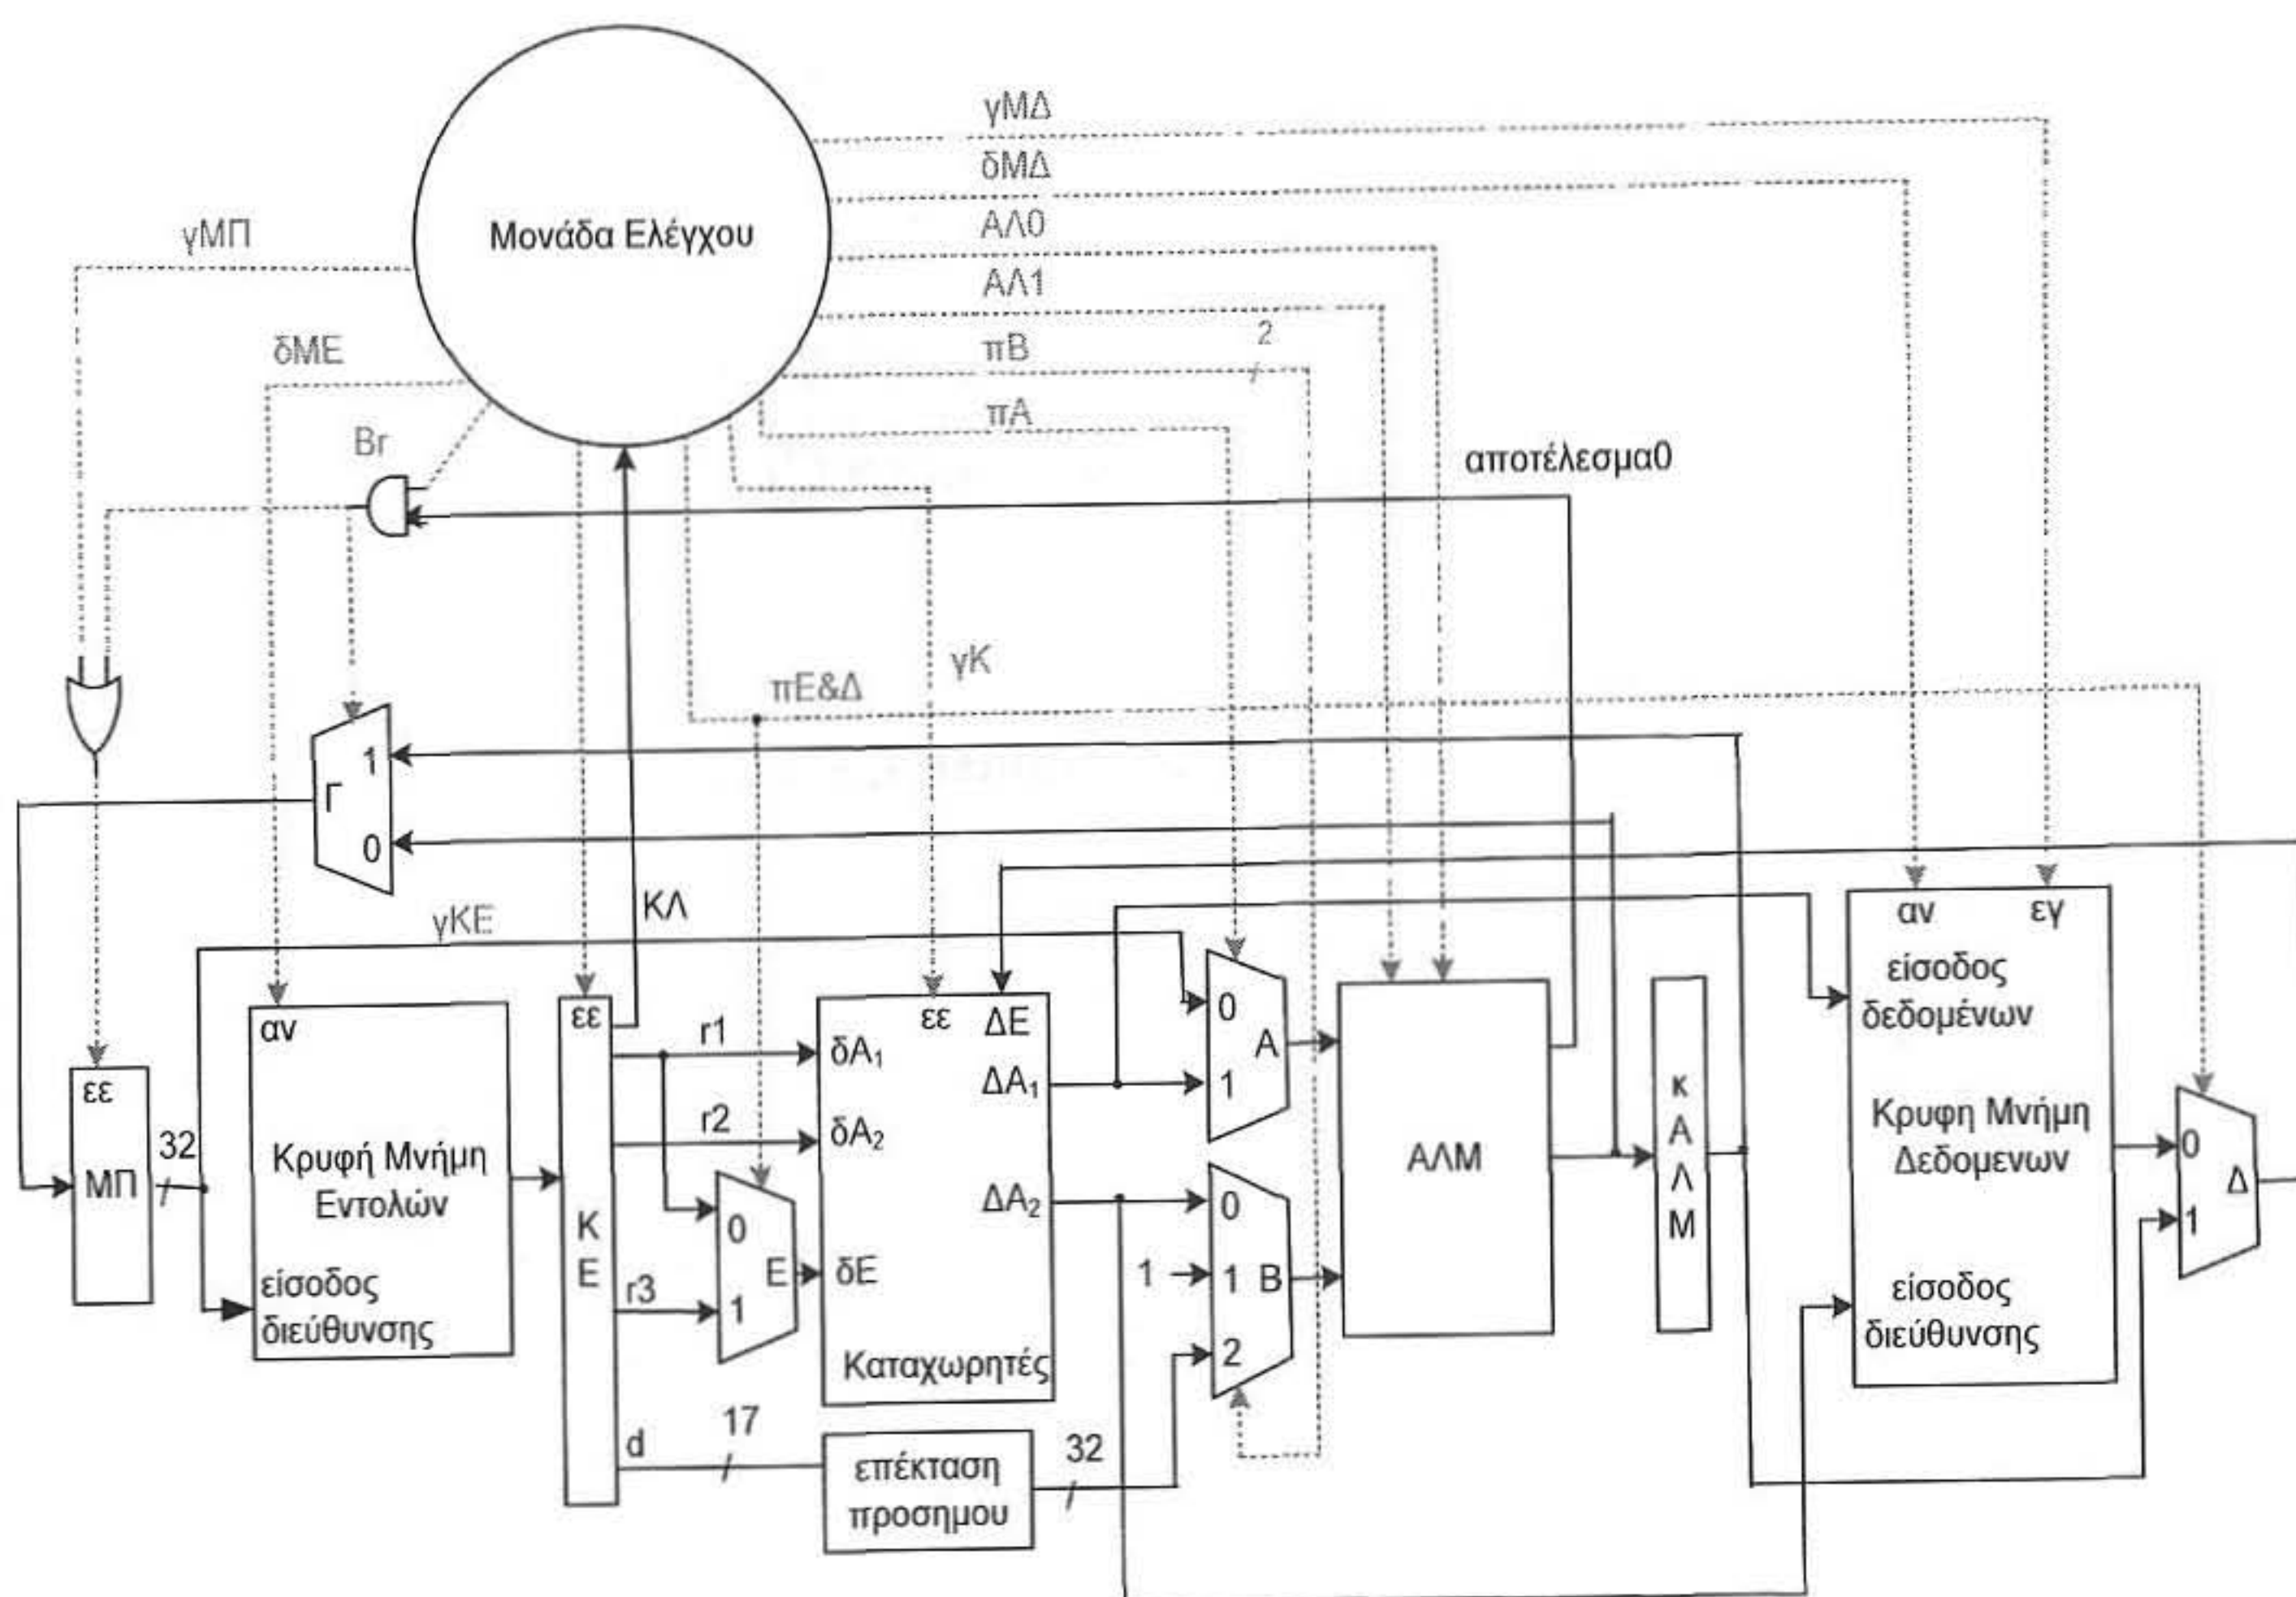 γΜΔ
δΜΔ
ΑΛ0
γΜΠ
Μονάδα Ελέγχου
ΑΛ1
2
δΜΕ
πΒ
πΑ
Br
αποτέλεσμα0
γΚ
πΕ&Δ
1
Γ
0
ΚΛ
γΚΕ
αν
εγ
είσοδος
δεδομένων
0
Α
1
εε
ΔΕ
εε
r1
δΑ₁
ΔΑ₁
αν
εε
ΜΠ
32
Κρυφή Μνήμη
Εντολών
είσοδος
διεύθυνσης
Κ
Ε
r2
δΑ₂
ΔΑ₂
0
1
Ε
δΕ
r3
Καταχωρητές
0
1
1
Β
2
ΑΛΜ
κ
Α
Λ
Μ
Κρυφη Μνήμη
Δεδομενων
είσοδος
διεύθυνσης
0
Δ
1
d
17
επέκταση
προσημου
32